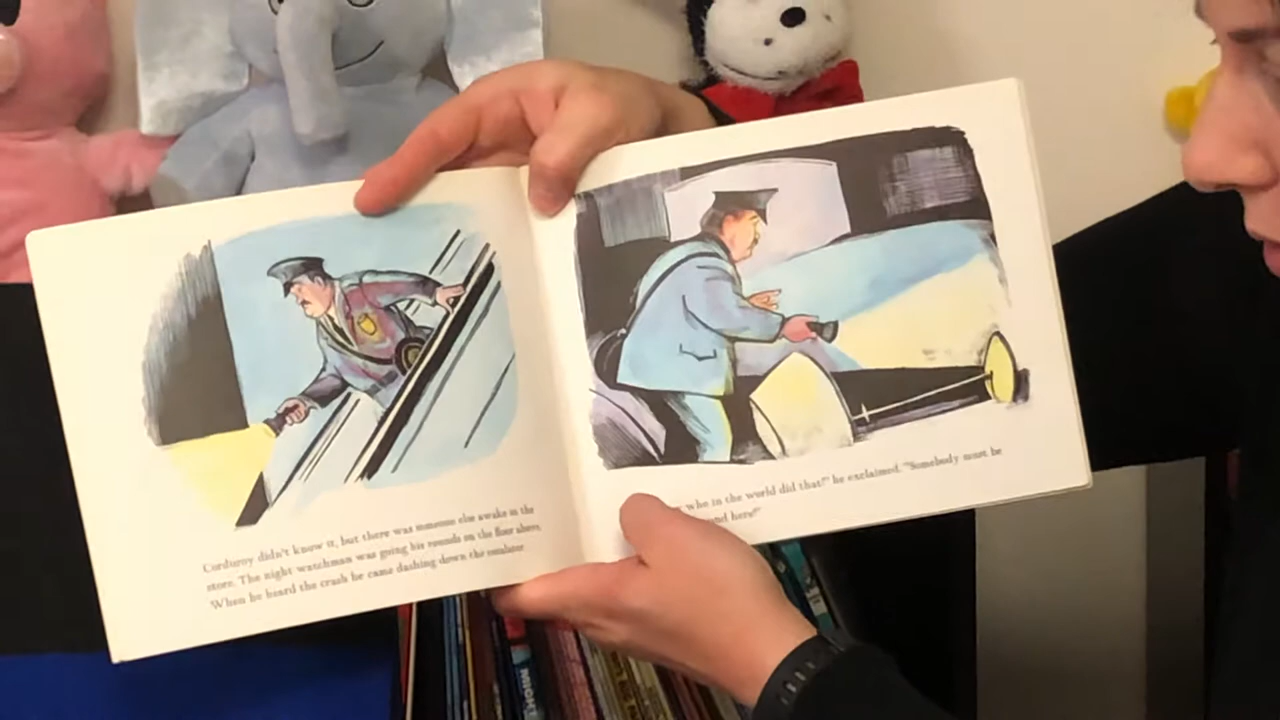 Corduroy didn't know it, but there was someone else awake in the
store. The night watchman was going his rounds on the floor above.
When he heard the crash he came dashing down the escalator.
who in the world did that!" he exclaimed. "Somebody must be
here!"
MIGHT